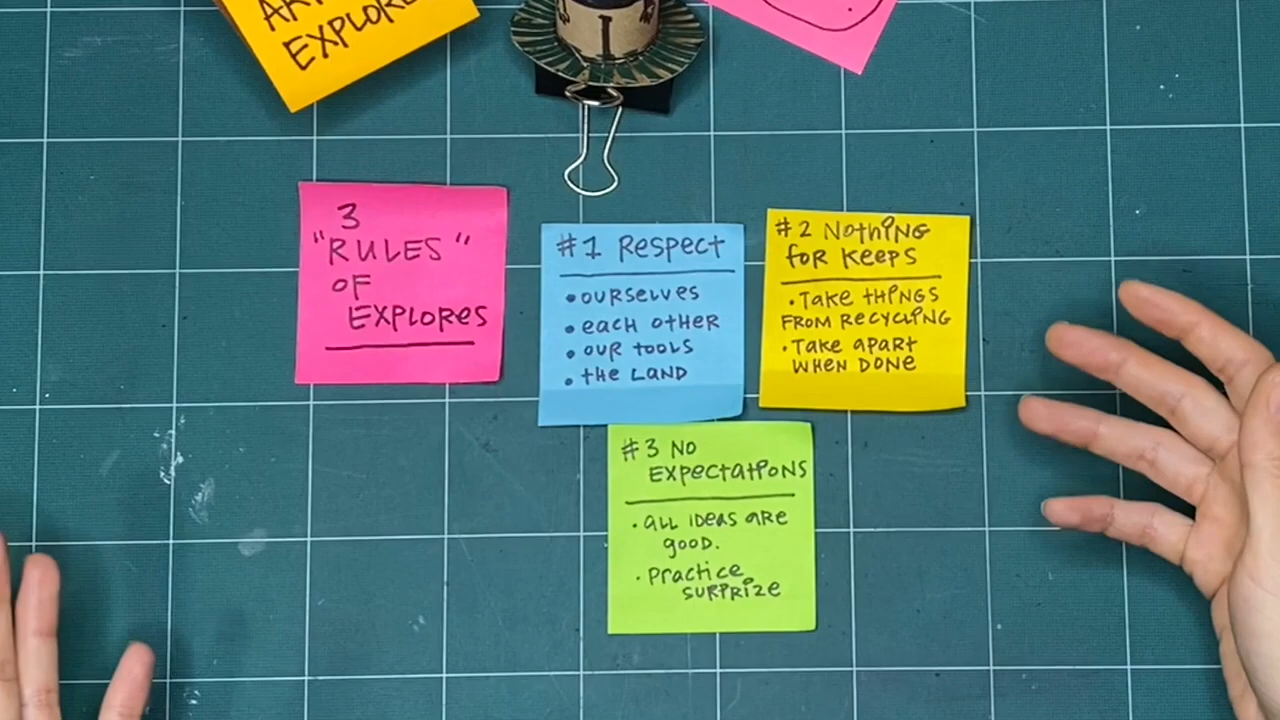 EXPLORE
3
"RULES"
OF
EXPLORES
#1 RESPECT
• OURSELVES
• EACH OTHER
• OUR TOOLS
• THE LAND
#2 NOTHING
FOR KEEPS
• TAKE THINGS
FROM RECYCLING
• TAKE APART
WHEN DONE
#3 NO
EXPECTATIONS
• ALL IDEAS ARE
GOOD.
• PRACTICE
SURPRIZE